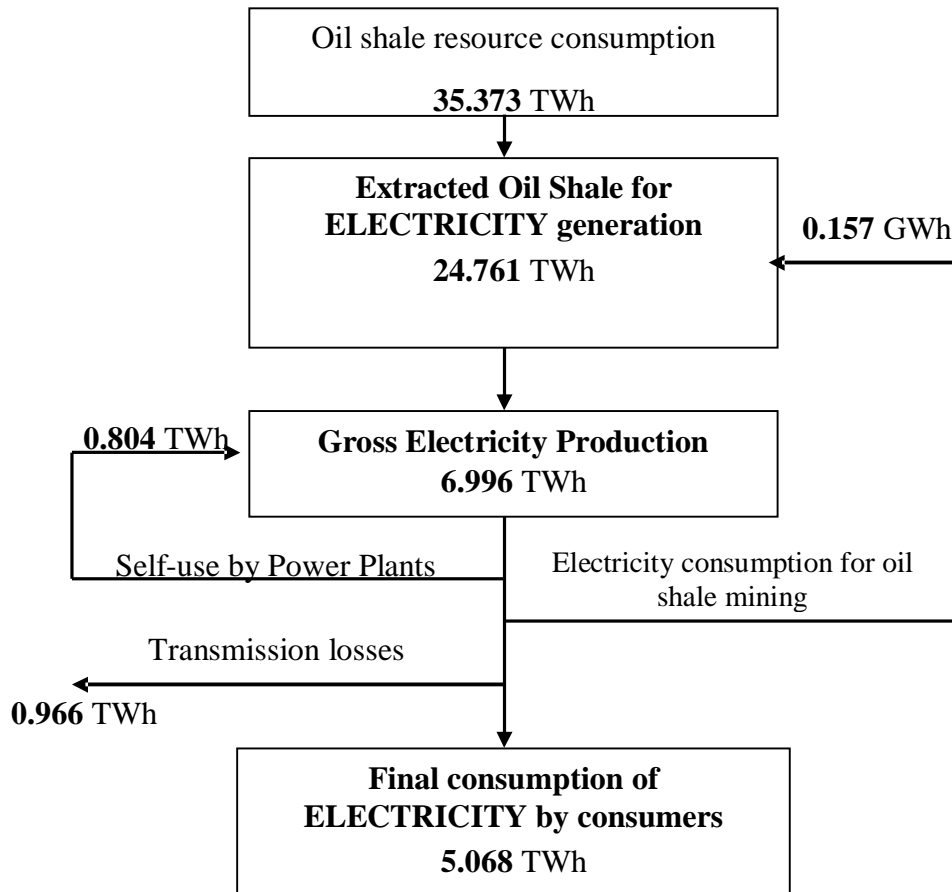 Oil shale resource consumption
35.373 TWh
Extracted Oil Shale for
ELECTRICITY generation
24.761 TWh
0.157 GWh
0.804 TWh
Gross Electricity Production
6.996 TWh
Self-use by Power Plants
Electricity consumption for oil
shale mining
Transmission losses
0.966 TWh
Final consumption of
ELECTRICITY by consumers
5.068 TWh